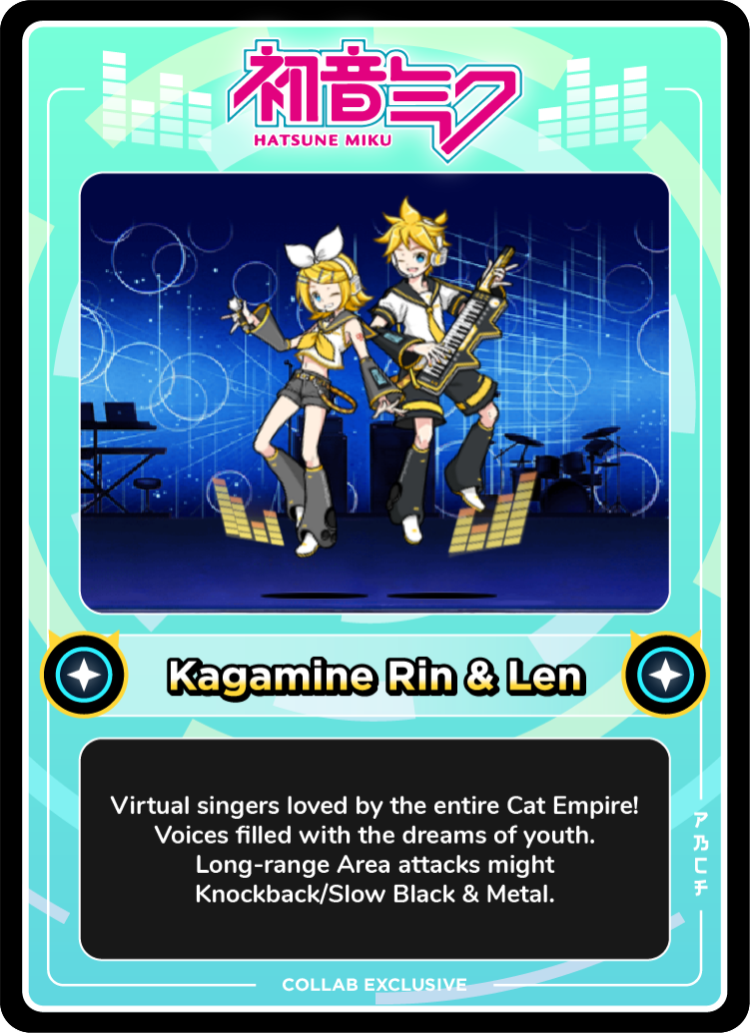 初音ミク
HATSUNE MIKU
Kagamine Rin & Len
Virtual singers loved by the entire Cat Empire!
Voices filled with the dreams of youth.
Long-range Area attacks might
Knockback/Slow Black & Metal.
ア乃匚チ
COLLAB EXCLUSIVE